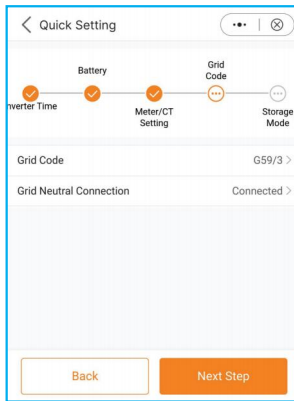 Quick Setting
Battery
Grid
Code
nverter Time
Meter/CT
Setting
Storage
Mode
Grid Code
G59/3
Grid Neutral Connection
Connected
Back
Next Step